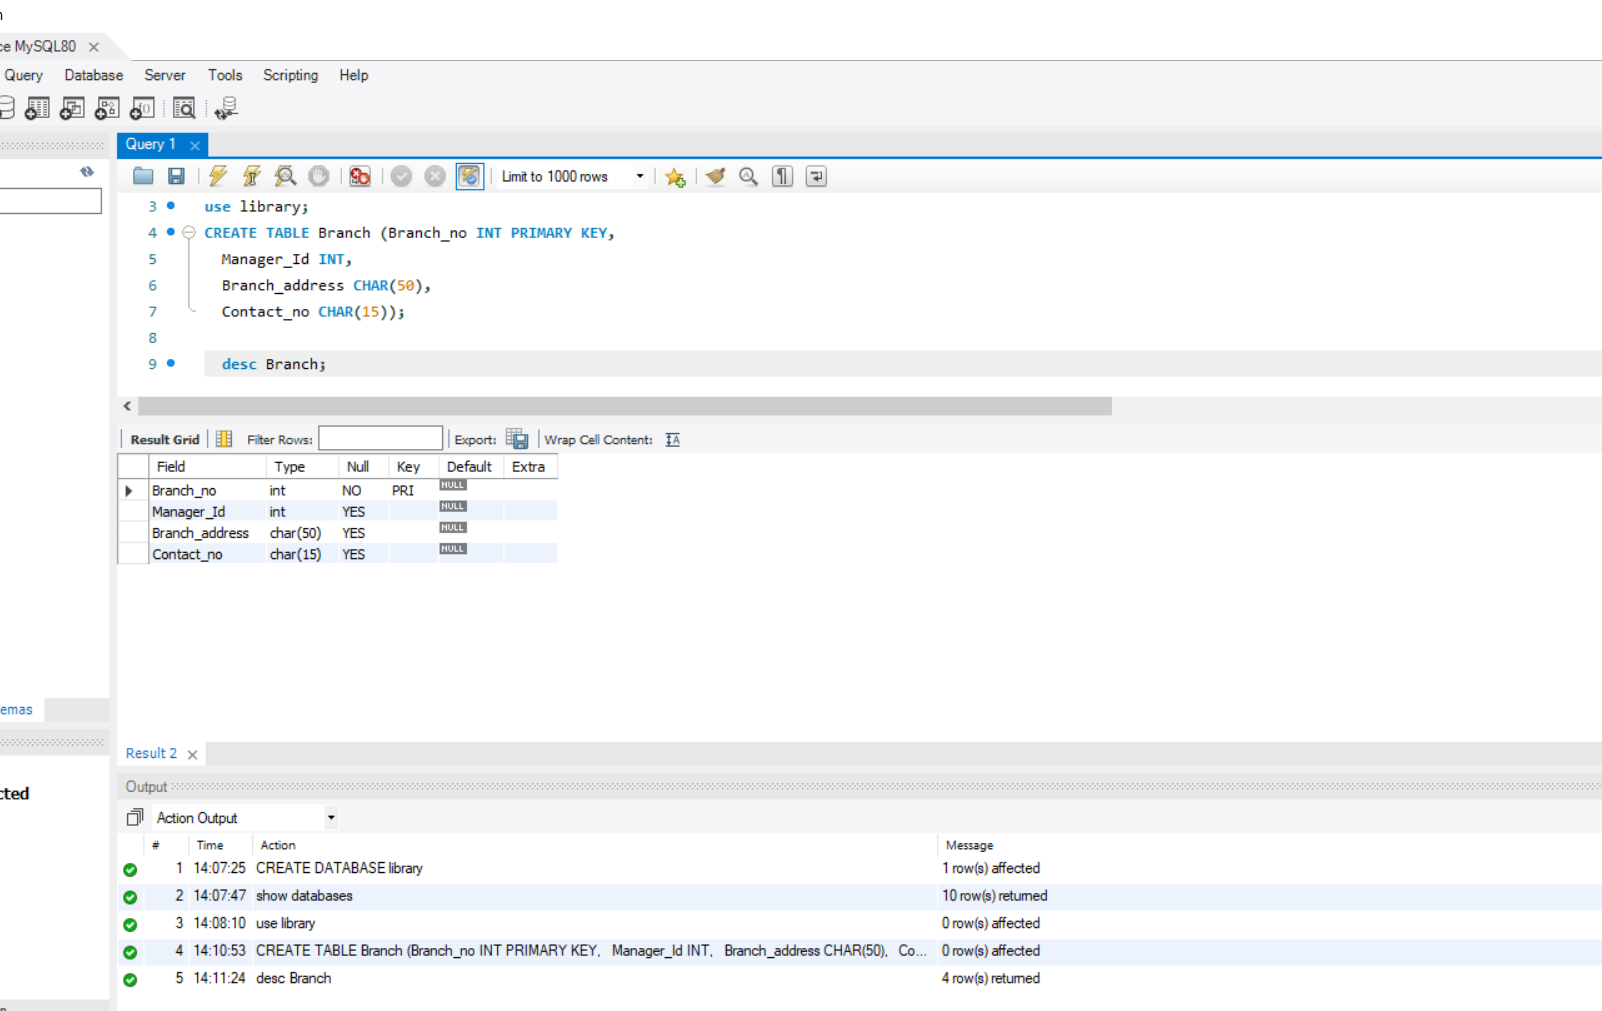 MySQL80
Query Database Server Tools Scripting Help
Query 1
Limit to 1000 rows
3 use library;
4 CREATE TABLE Branch (Branch_no INT PRIMARY KEY,
5 Manager_Id INT,
6 Branch_address CHAR(50),
7 Contact_no CHAR(15));
8
9 desc Branch;
Result Grid Filter Rows: Export: Wrap Cell Content:
Field Type Null Key Default Extra
Branch_no int NO PRI NULL
Manager_Id int YES NULL
Branch_address char(50) YES NULL
Contact_no char(15) YES NULL
emas
Result 2
Output
cted
Action Output
# Time Action Message
1 14:07:25 CREATE DATABASE library 1 row(s) affected
2 14:07:47 show databases 10 row(s) returned
3 14:08:10 use library 0 row(s) affected
4 14:10:53 CREATE TABLE Branch (Branch_no INT PRIMARY KEY, Manager_Id INT, Branch_address CHAR(50), Co... 0 row(s) affected
5 14:11:24 desc Branch 4 row(s) returned